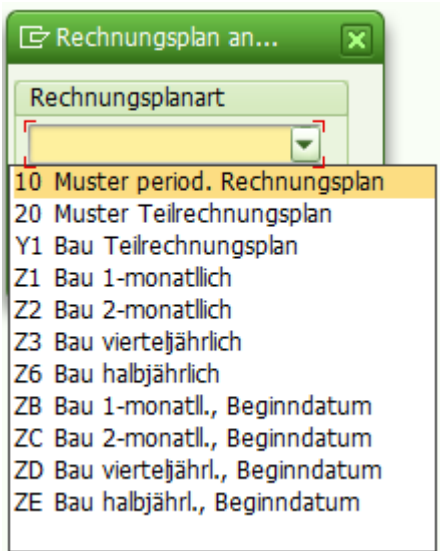 Rechnungsplan an...
Rechnungsplanart
10 Muster period. Rechnungsplan
20 Muster Teilrechnungsplan
Y1 Bau Teilrechnungsplan
Z1 Bau 1-monatllich
Z2 Bau 2-monatllich
Z3 Bau vierteljährlich
Z6 Bau halbjährlich
ZB Bau 1-monatll., Beginndatum
ZC Bau 2-monatll., Beginndatum
ZD Bau vierteljährl., Beginndatum
ZE Bau halbjährl., Beginndatum